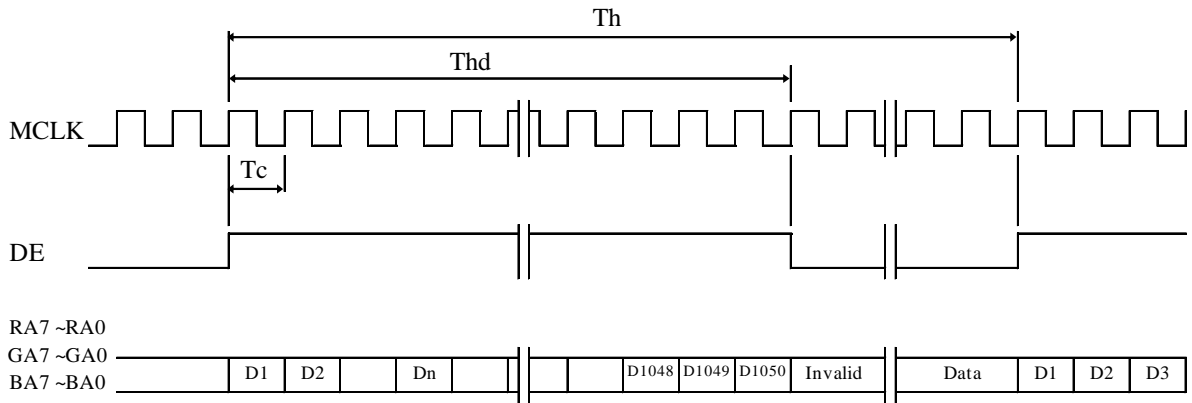 Th
Thd
MCLK
Tc
DE
RA7 ~RA0
GA7 ~GA0
BA7 ~BA0
D1 D2 Dn D1048 D1049 D1050 Invalid Data D1 D2 D3